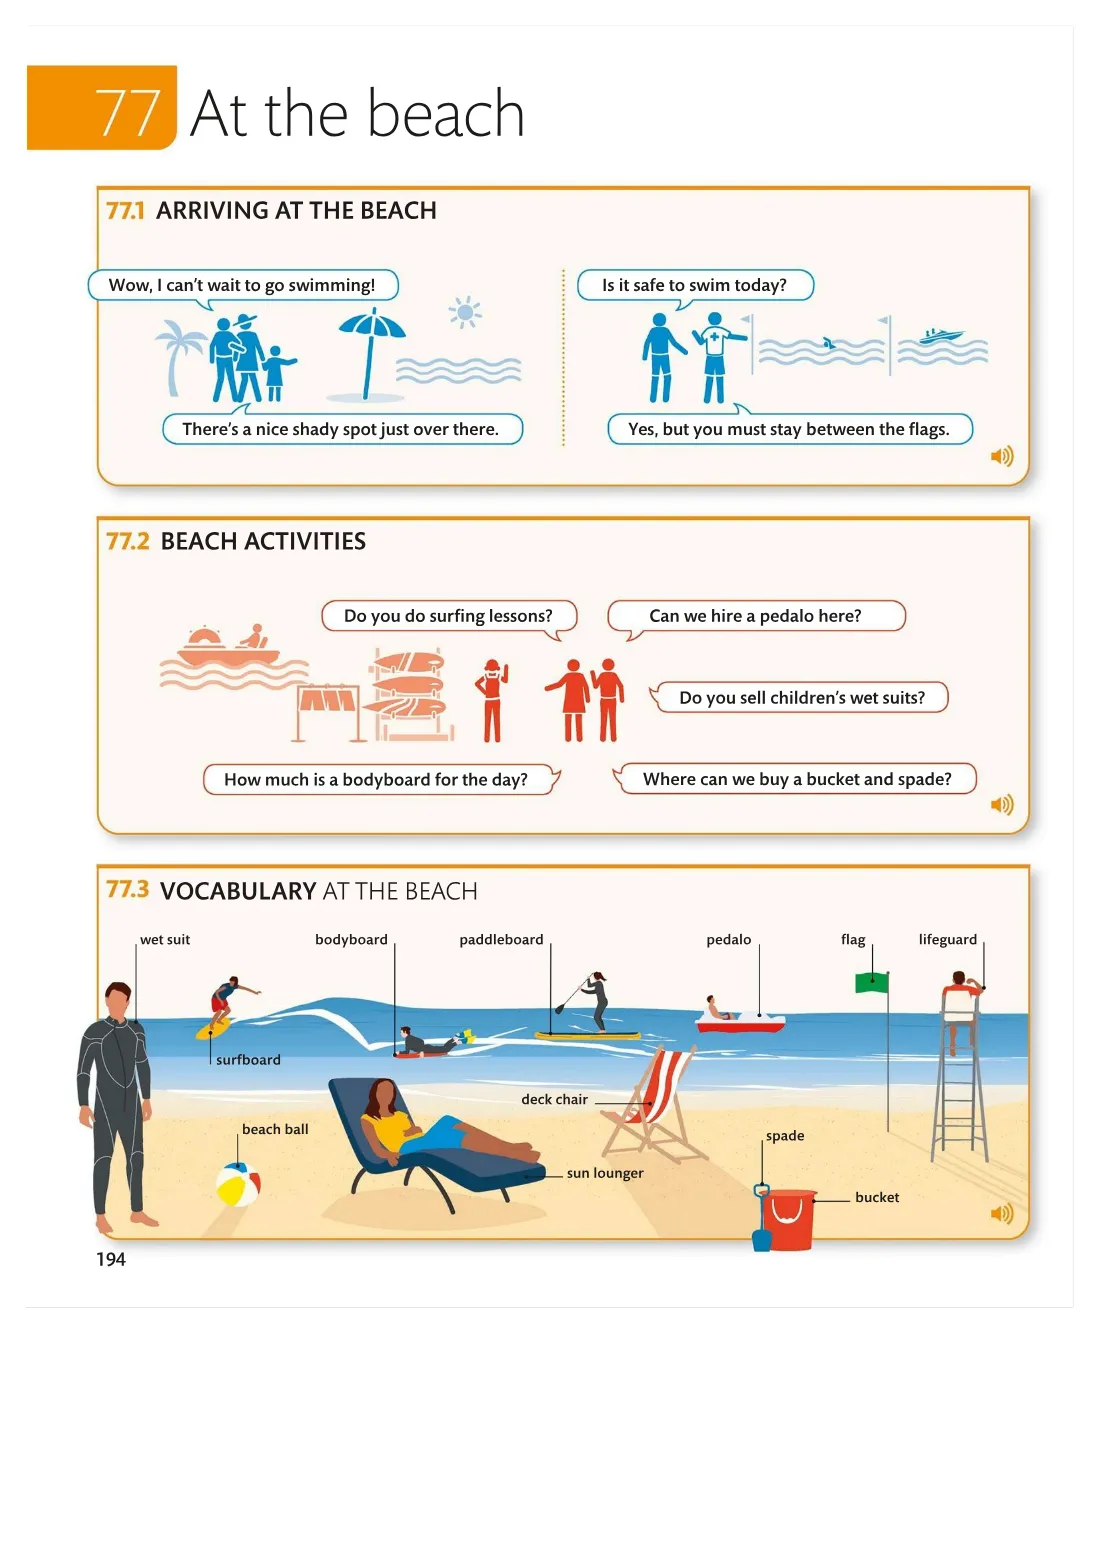 77 At the beach
77.1 ARRIVING AT THE BEACH
Wow, I can't wait to go swimming!
There's a nice shady spot just over there.
Is it safe to swim today?
Yes, but you must stay between the flags.
77.2 BEACH ACTIVITIES
Do you do surfing lessons?
Can we hire a pedalo here?
Do you sell children's wet suits?
How much is a bodyboard for the day?
Where can we buy a bucket and spade?
77.3 VOCABULARY AT THE BEACH
wet suit
bodyboard
paddleboard
pedalo
flag
lifeguard
surfboard
deck chair
beach ball
spade
sun lounger
bucket
194